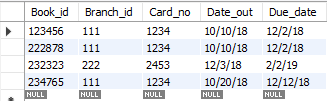 Book_id Branch_id Card_no Date_out Due_date
123456 111 1234 10/10/18 12/2/18
222878 111 1234 10/10/18 12/2/18
232323 222 2453 12/3/18 2/2/19
234765 111 1234 10/20/18 12/12/18
NULL NULL NULL NULL NULL